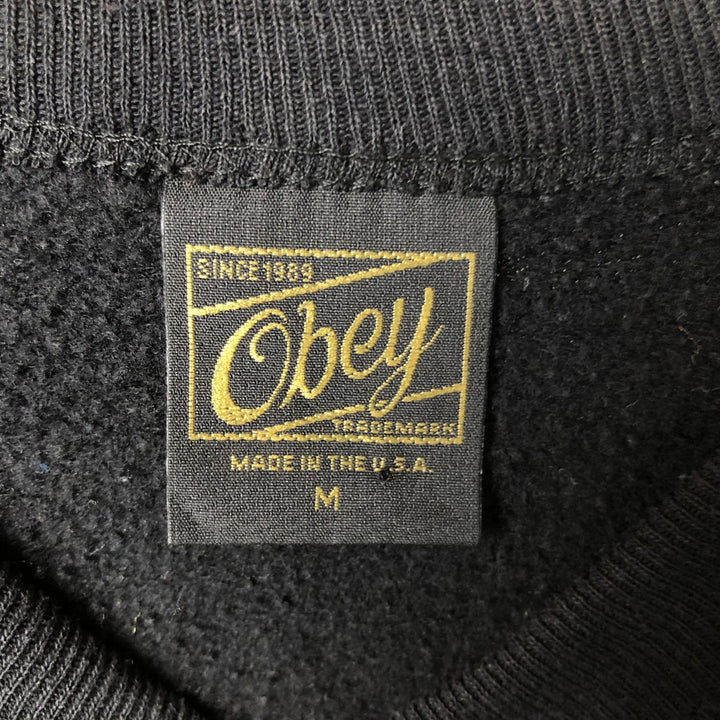 SINCE 1989
Obey
TRADEMARK
MADE IN THE U.S.A.
M